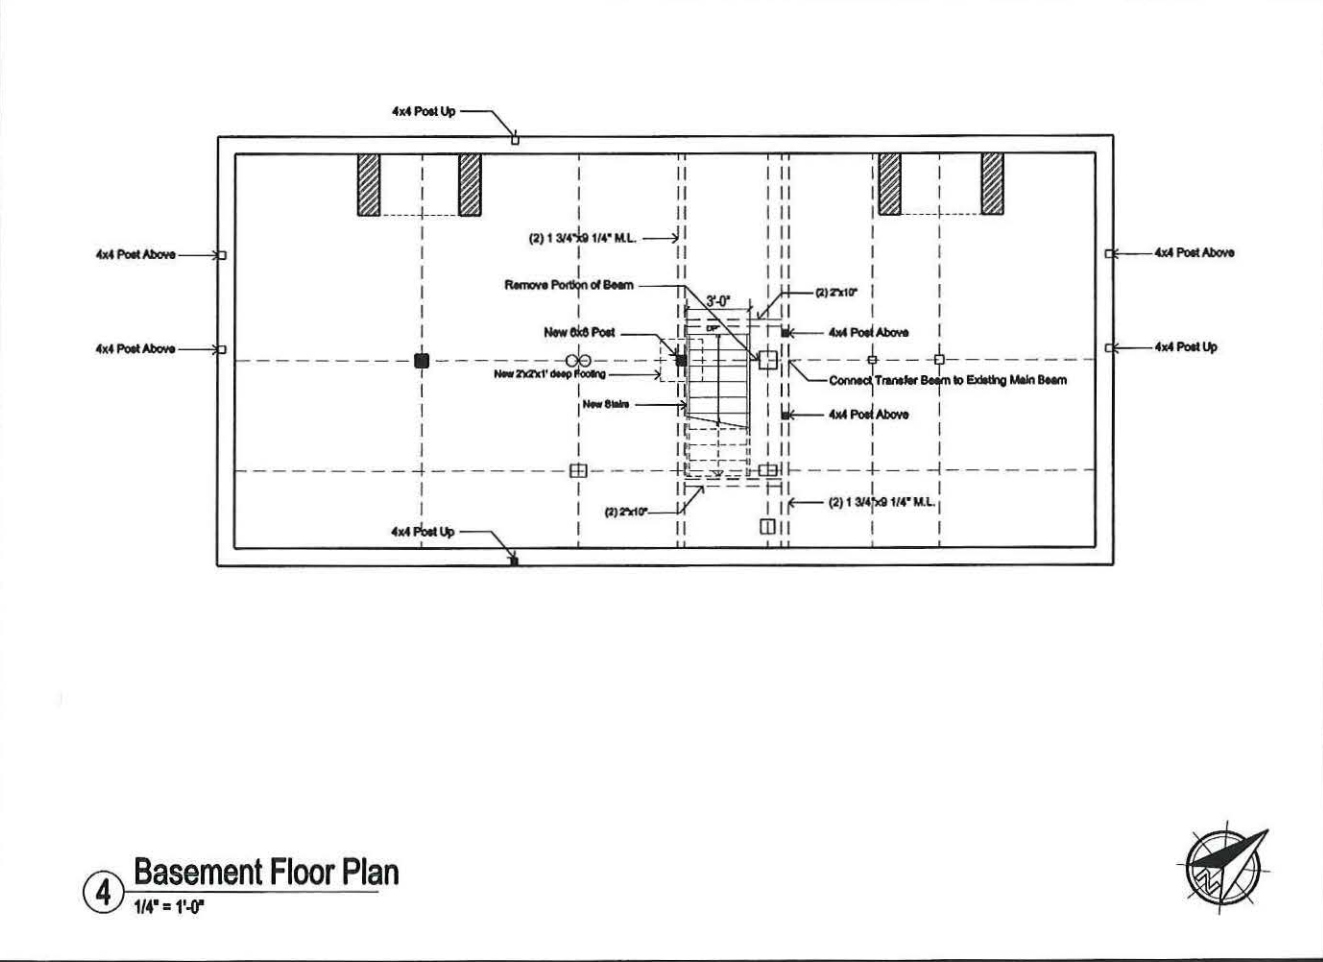 4x4 Post Up
(2) 1 3/4"x9 1/4" M.L.
4x4 Post Above
4x4 Post Above
Remove Portion of Beam
(2) 2"x10"
3'-0"
UP
New 6x6 Post
4x4 Post Above
4x4 Post Above
4x4 Post Up
New 2'x2'x1' deep Footing
Connect Transfer Beam to Existing Main Beam
New Stairs
4x4 Post Above
(2) 2"x10"
(2) 1 3/4"x9 1/4" M.L.
4x4 Post Up
4
Basement Floor Plan
1/4" = 1'-0"
N